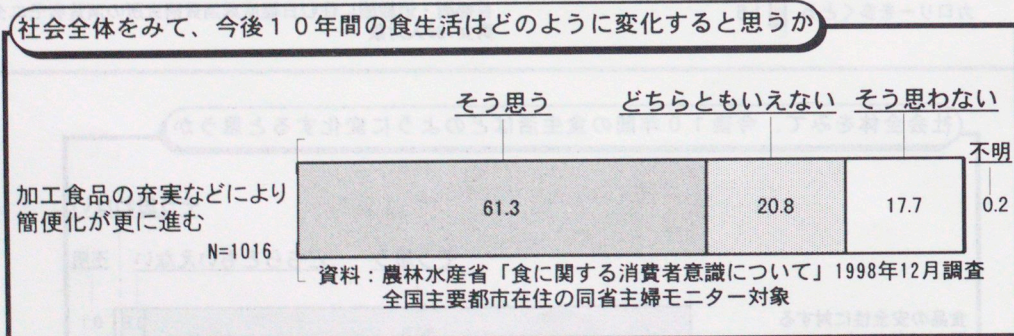 社会全体をみて、今後１０年間の食生活はどのように変化すると思うか
そう思う どちらともいえない そう思わない
不明
加工食品の充実などにより
簡便化が更に進む
61.3 20.8 17.7 0.2
N=1016
資料：農林水産省「食に関する消費者意識について」1998年12月調査
全国主要都市在住の同省主婦モニター対象